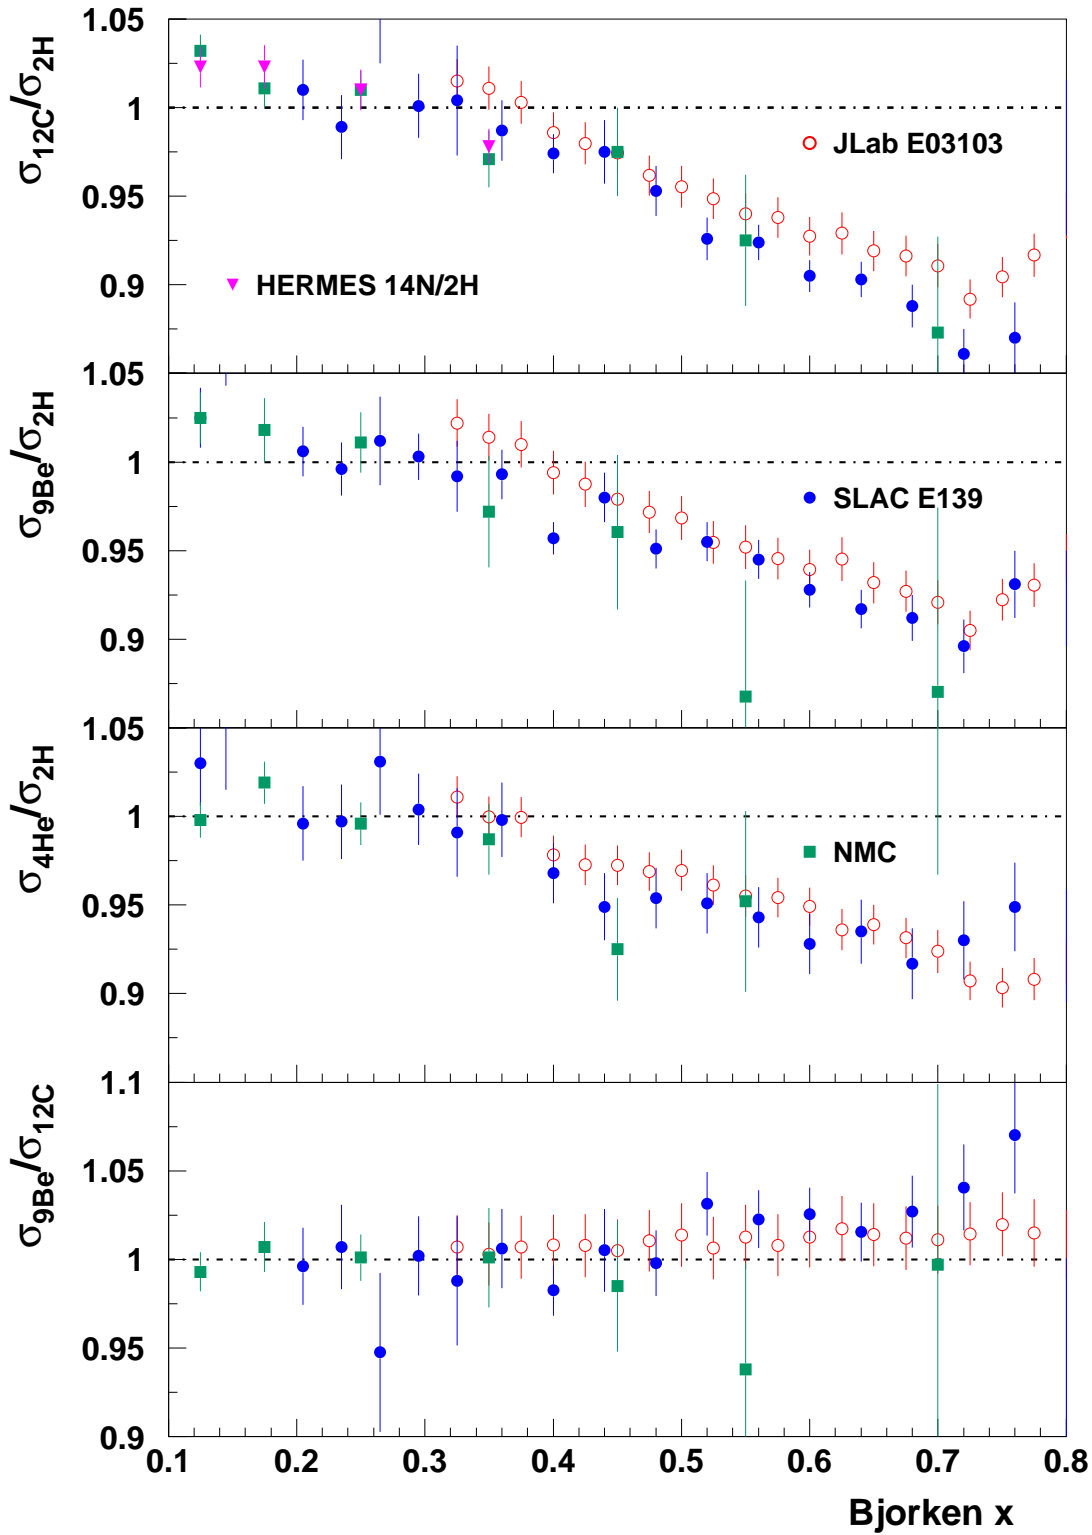 σ12C/σ2H
1.05
1
0.95
0.9
JLab E03103
HERMES 14N/2H
σ9Be/σ2H
1.05
1
0.95
0.9
SLAC E139
σ4He/σ2H
1.05
1
0.95
0.9
NMC
σ9Be/σ12C
1.1
1.05
1
0.95
0.9
0.1 0.2 0.3 0.4 0.5 0.6 0.7 0.8
Bjorken x